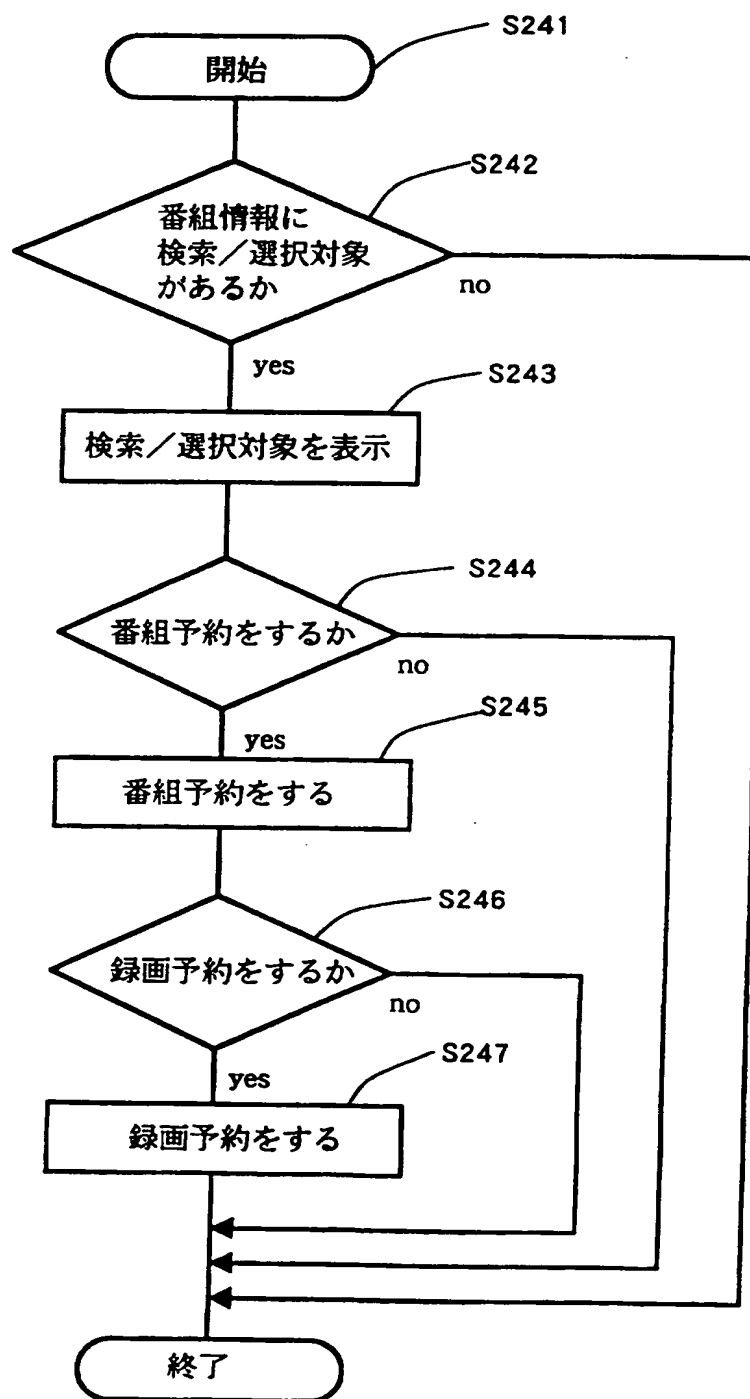 S241
開始
S242
番組情報に
検索／選択対象
があるか
no
yes
S243
検索／選択対象を表示
S244
番組予約をするか
no
yes
S245
番組予約をする
S246
録画予約をするか
no
yes
S247
録画予約をする
終了